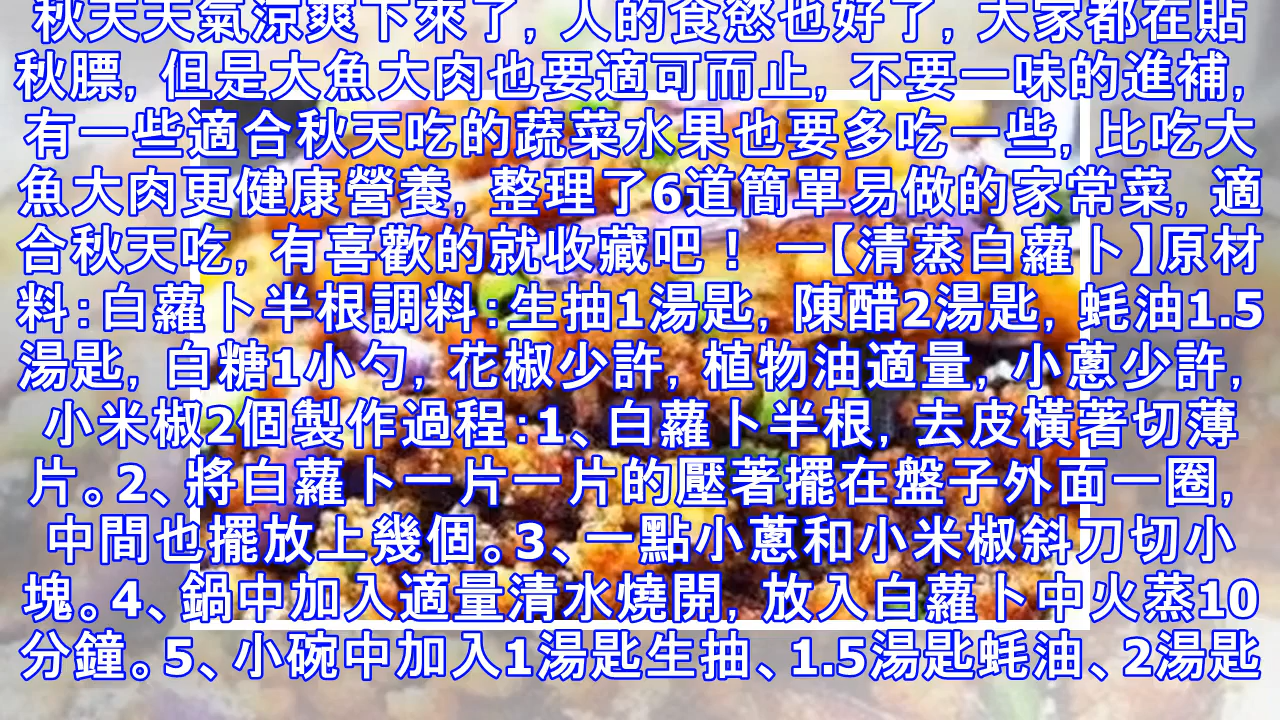 秋天天氣涼爽下來了, 人的食慾也好了, 大家都在貼
秋膘, 但是大魚大肉也要適可而止, 不要一味的進補,
有一些適合秋天吃的蔬菜水果也要多吃一些, 比吃大
魚大肉更健康營養, 整理了6道簡單易做的家常菜, 適
合秋天吃, 有喜歡的就收藏吧！ 一【清蒸白蘿卜】原材
料:白蘿卜半根調料:生抽1湯匙, 陳醋2湯匙, 蚝油1.5
湯匙, 白糖1小勺, 花椒少許, 植物油適量, 小蔥少許,
小米椒2個製作過程:1、白蘿卜半根, 去皮橫著切薄
片。2、將白蘿卜一片一片的壓著擺在盤子外面一圈,
中間也擺放上幾個。3、一點小蔥和小米椒斜刀切小
塊。4、鍋中加入適量清水燒開, 放入白蘿卜中火蒸10
分鐘。5、小碗中加入1湯匙生抽、1.5湯匙蚝油、2湯匙